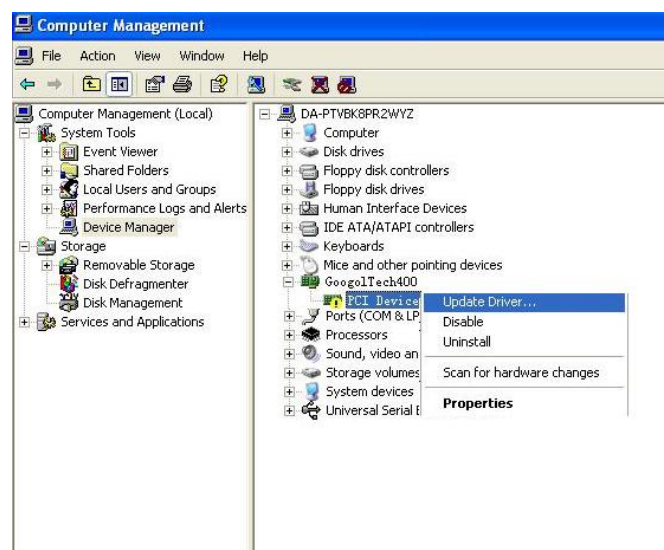 Computer Management
File Action View Window Help
Computer Management (Local)
System Tools
Event Viewer
Shared Folders
Local Users and Groups
Performance Logs and Alerts
Device Manager
Storage
Removable Storage
Disk Defragmenter
Disk Management
Services and Applications
DA-PTVBK8PR2WYZ
Computer
Disk drives
Floppy disk controllers
Floppy disk drives
Human Interface Devices
IDE ATA/ATAPI controllers
Keyboards
Mice and other pointing devices
GoogolTech400
PCI Device
Ports (COM & LP
Processors
Sound, video an
Storage volumes
System devices
Universal Serial
Update Driver...
Disable
Uninstall
Scan for hardware changes
Properties